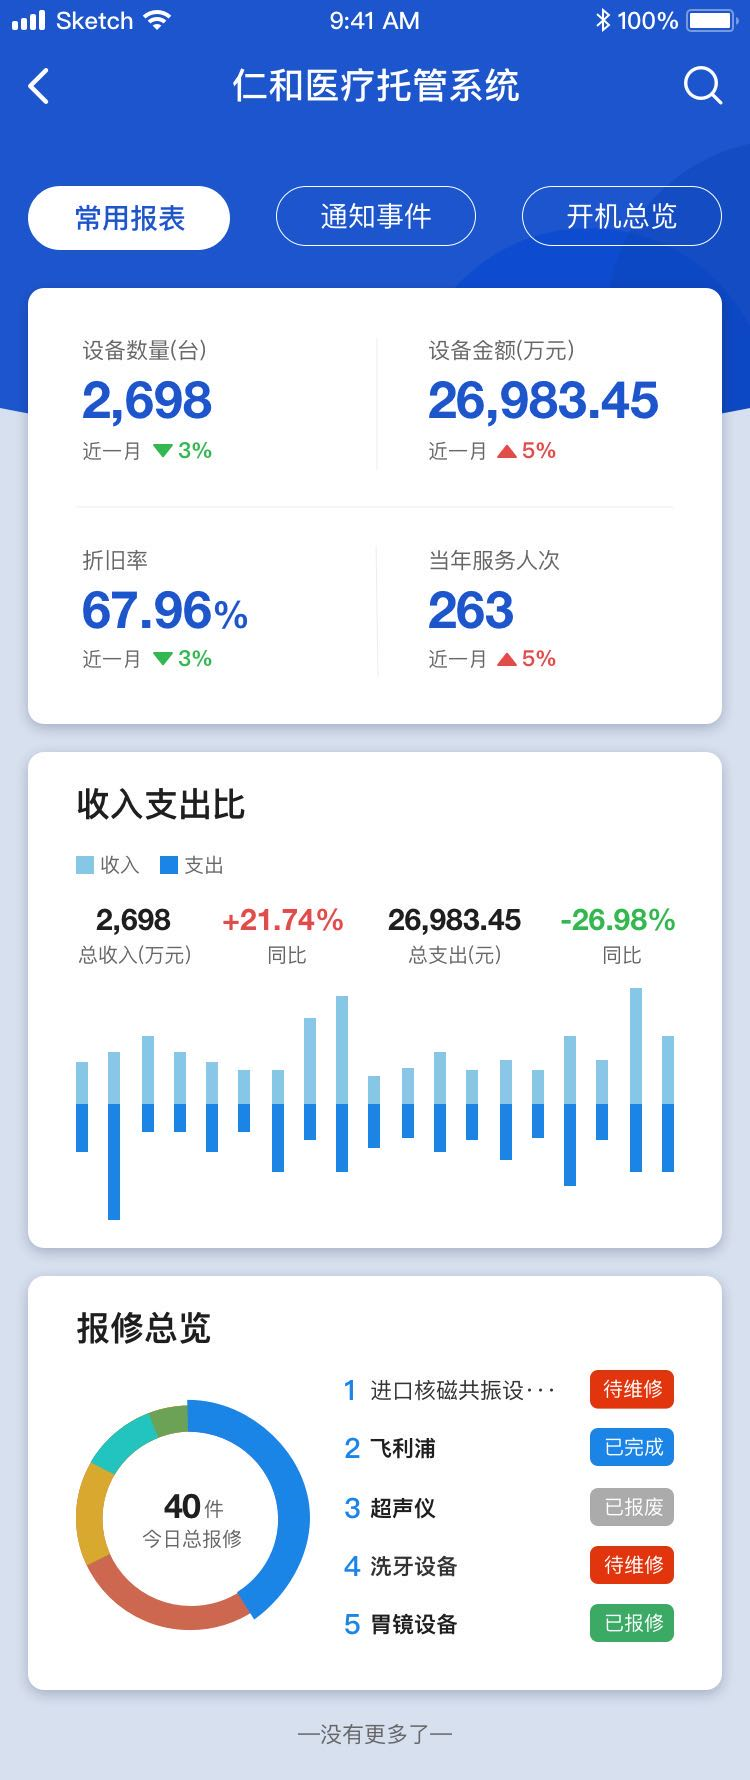 Sketch 9:41 AM 100%
仁和医疗托管系统
常用报表 通知事件 开机总览
设备数量(台) 设备金额(万元)
2,698 26,983.45
近一月 3% 近一月 5%
折旧率 当年服务人次
67.96% 263
近一月 3% 近一月 5%
收入支出比
收入 支出
2,698 +21.74% 26,983.45 -26.98%
总收入(万元) 同比 总支出(元) 同比
报修总览
1 进口核磁共振设··· 待维修
2 飞利浦 已完成
3 超声仪 已报废
4 洗牙设备 待维修
5 胃镜设备 已报修
40件
今日总报修
—没有更多了—